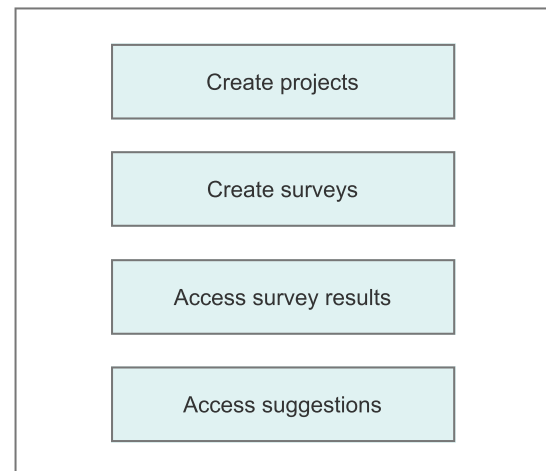 Create projects
Create surveys
Access survey results
Access suggestions